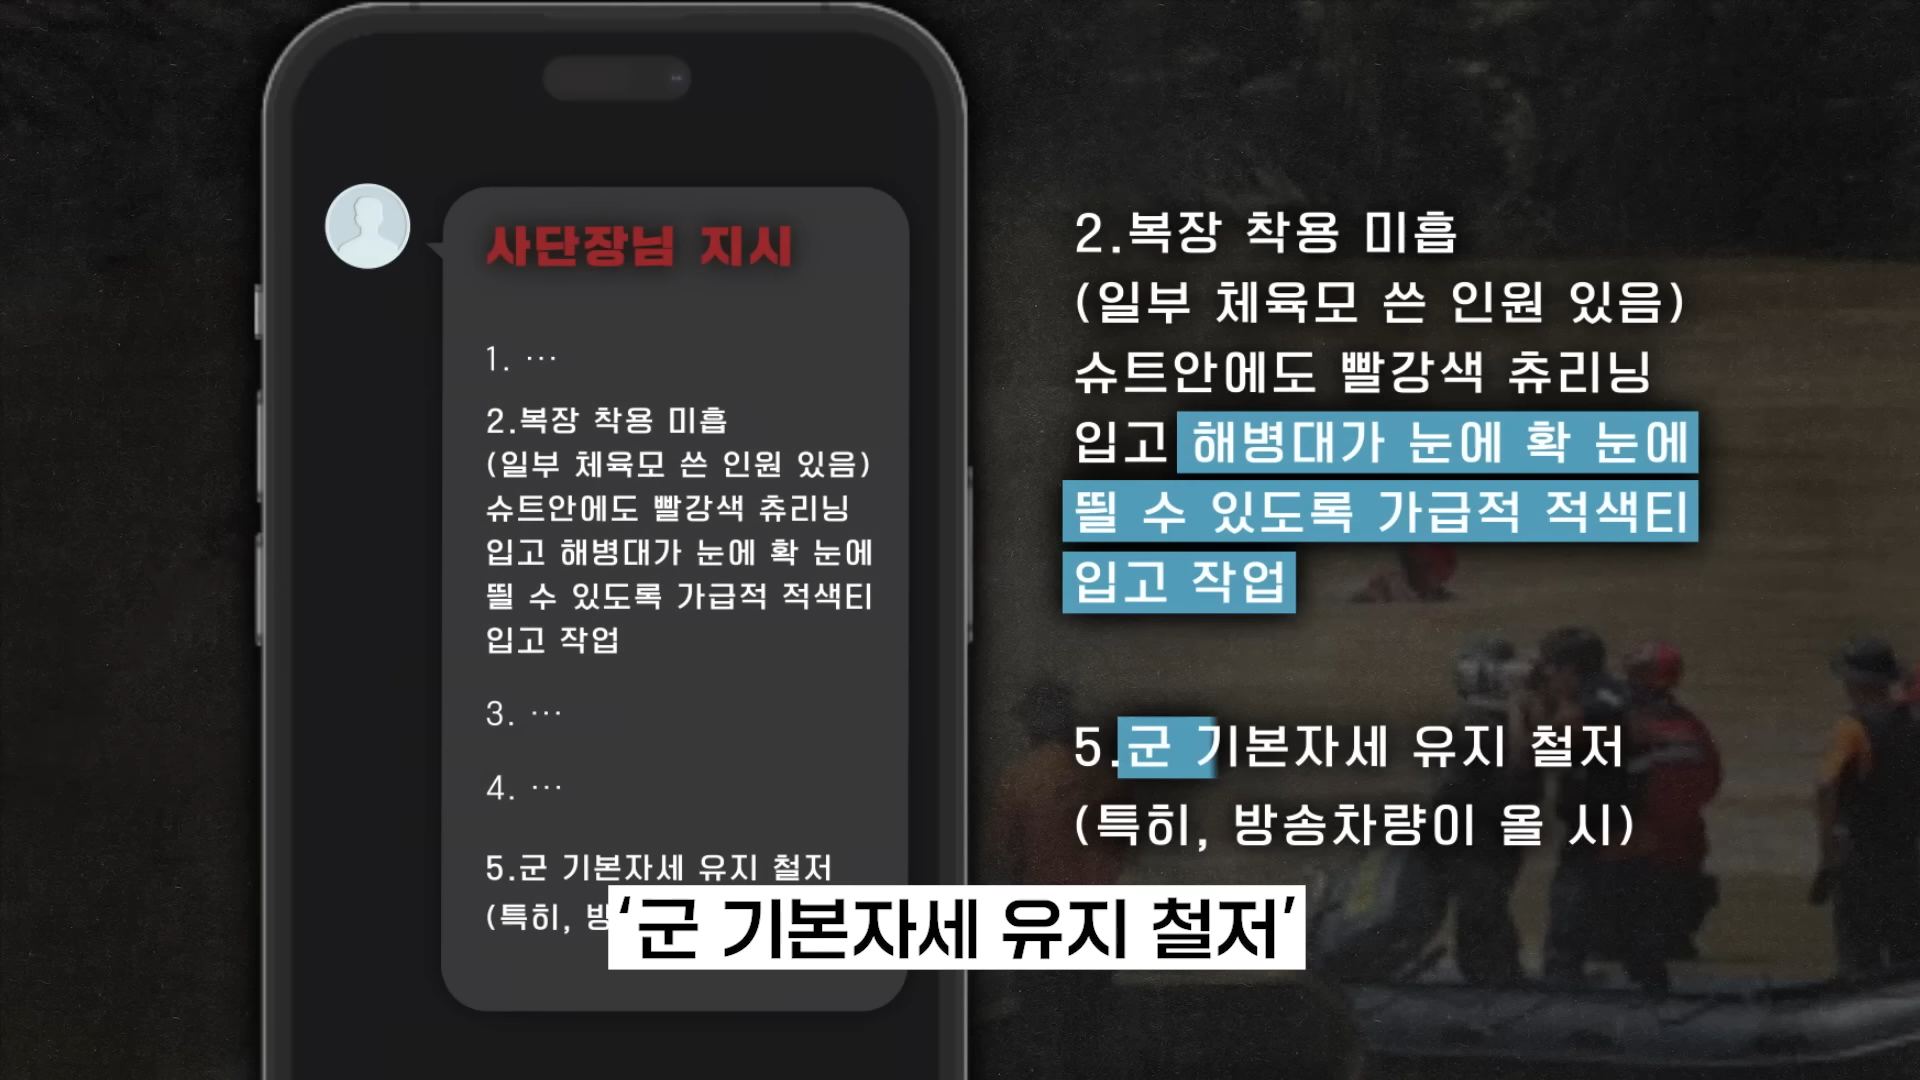 사단장님 지시
1. …
2.복장 착용 미흡
(일부 체육모 쓴 인원 있음)
슈트안에도 빨강색 츄리닝
입고 해병대가 눈에 확 눈에
띌 수 있도록 가급적 적색티
입고 작업
3. …
4. …
5.군 기본자세 유지 철저
(특히, 방
2.복장 착용 미흡
(일부 체육모 쓴 인원 있음)
슈트안에도 빨강색 츄리닝
입고 해병대가 눈에 확 눈에
띌 수 있도록 가급적 적색티
입고 작업
5.군 기본자세 유지 철저
(특히, 방송차량이 올 시)
‘군 기본자세 유지 철저’